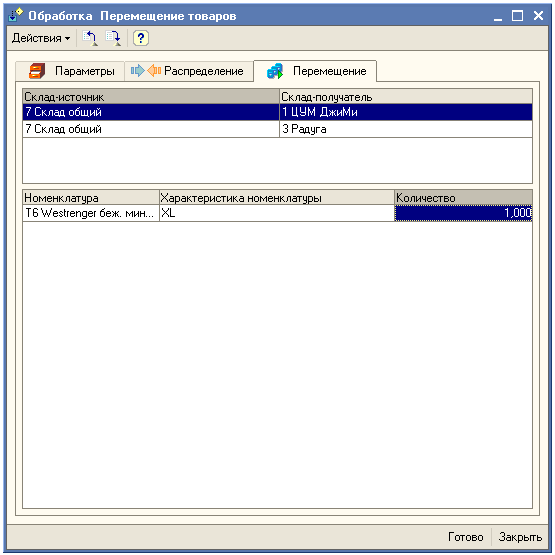 Обработка  Перемещение товаров
Действия
Параметры Распределение Перемещение
Склад-источник Склад-получатель
7 Склад общий 1 ЦУМ ДжиМи
7 Склад общий 3 Радуга
Номенклатура Характеристика номенклатуры Количество
T6 Westrenger беж. мин... XL 1,000
Готово Закрыть